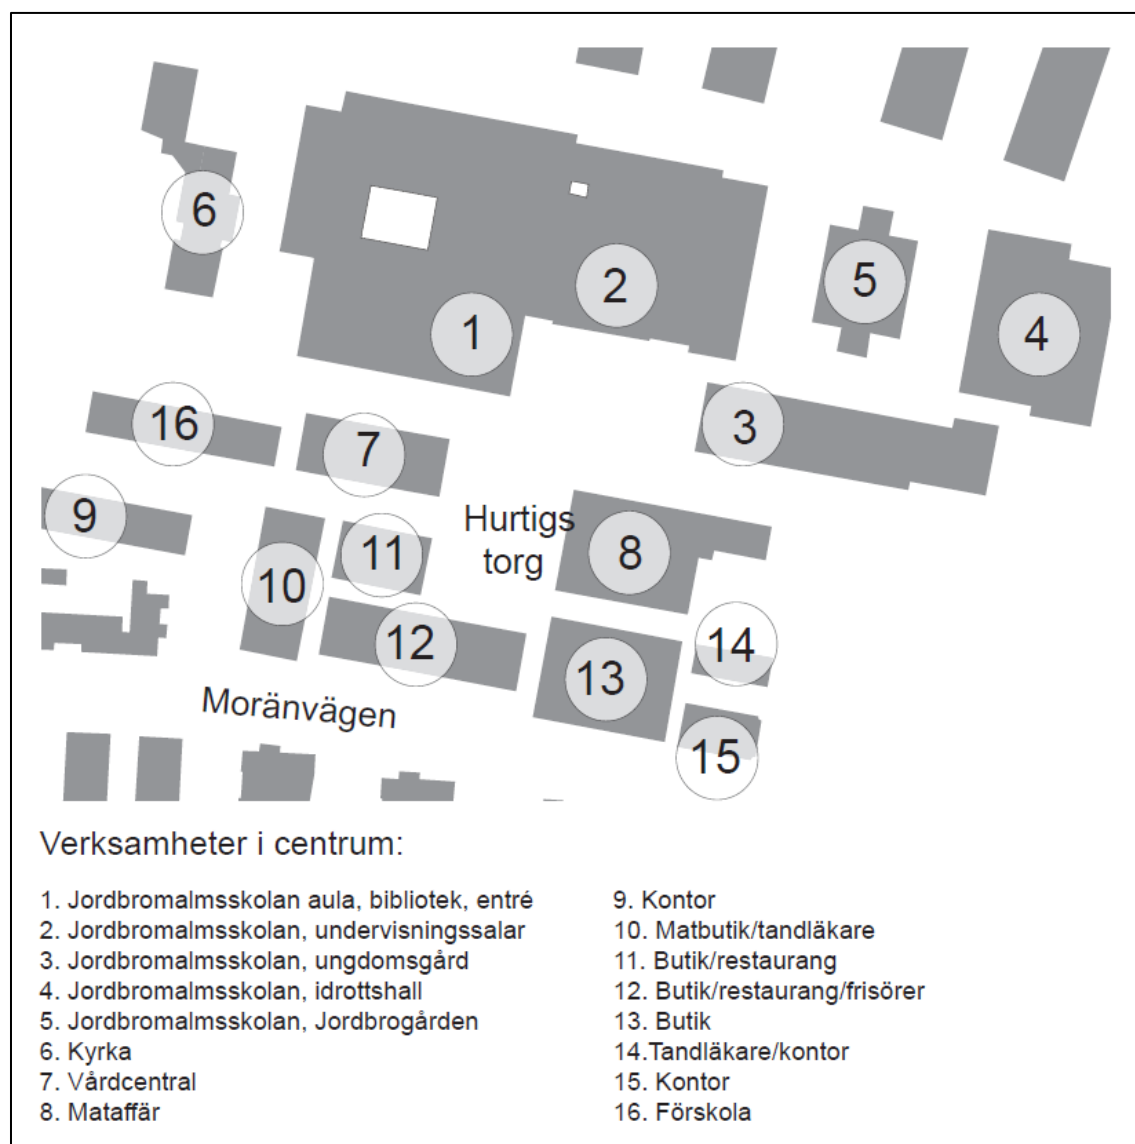 6
2
5
1
4
16
7
3
9
Hurtigs
torg
8
11
10
12
14
13
Moränvägen
15
Verksamheter i centrum:
1. Jordbromalmsskolan aula, bibliotek, entré
2. Jordbromalmsskolan, undervisningssalar
3. Jordbromalmsskolan, ungdomsgård
4. Jordbromalmsskolan, idrottshall
5. Jordbromalmsskolan, Jordbrogården
6. Kyrka
7. Vårdcentral
8. Mataffär
9. Kontor
10. Matbutik/tandläkare
11. Butik/restaurang
12. Butik/restaurang/frisörer
13. Butik
14.Tandläkare/kontor
15. Kontor
16. Förskola